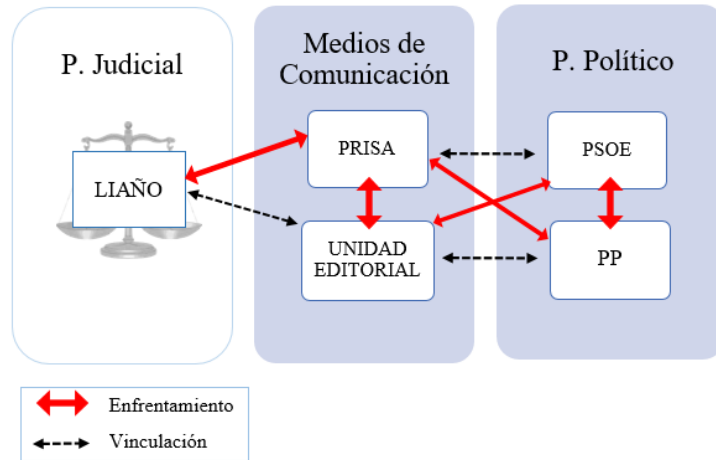 P. Judicial
Medios de
Comunicación
P. Político
LIAÑO
PRISA
PSOE
UNIDAD
EDITORIAL
PP
Enfrentamiento
Vinculación